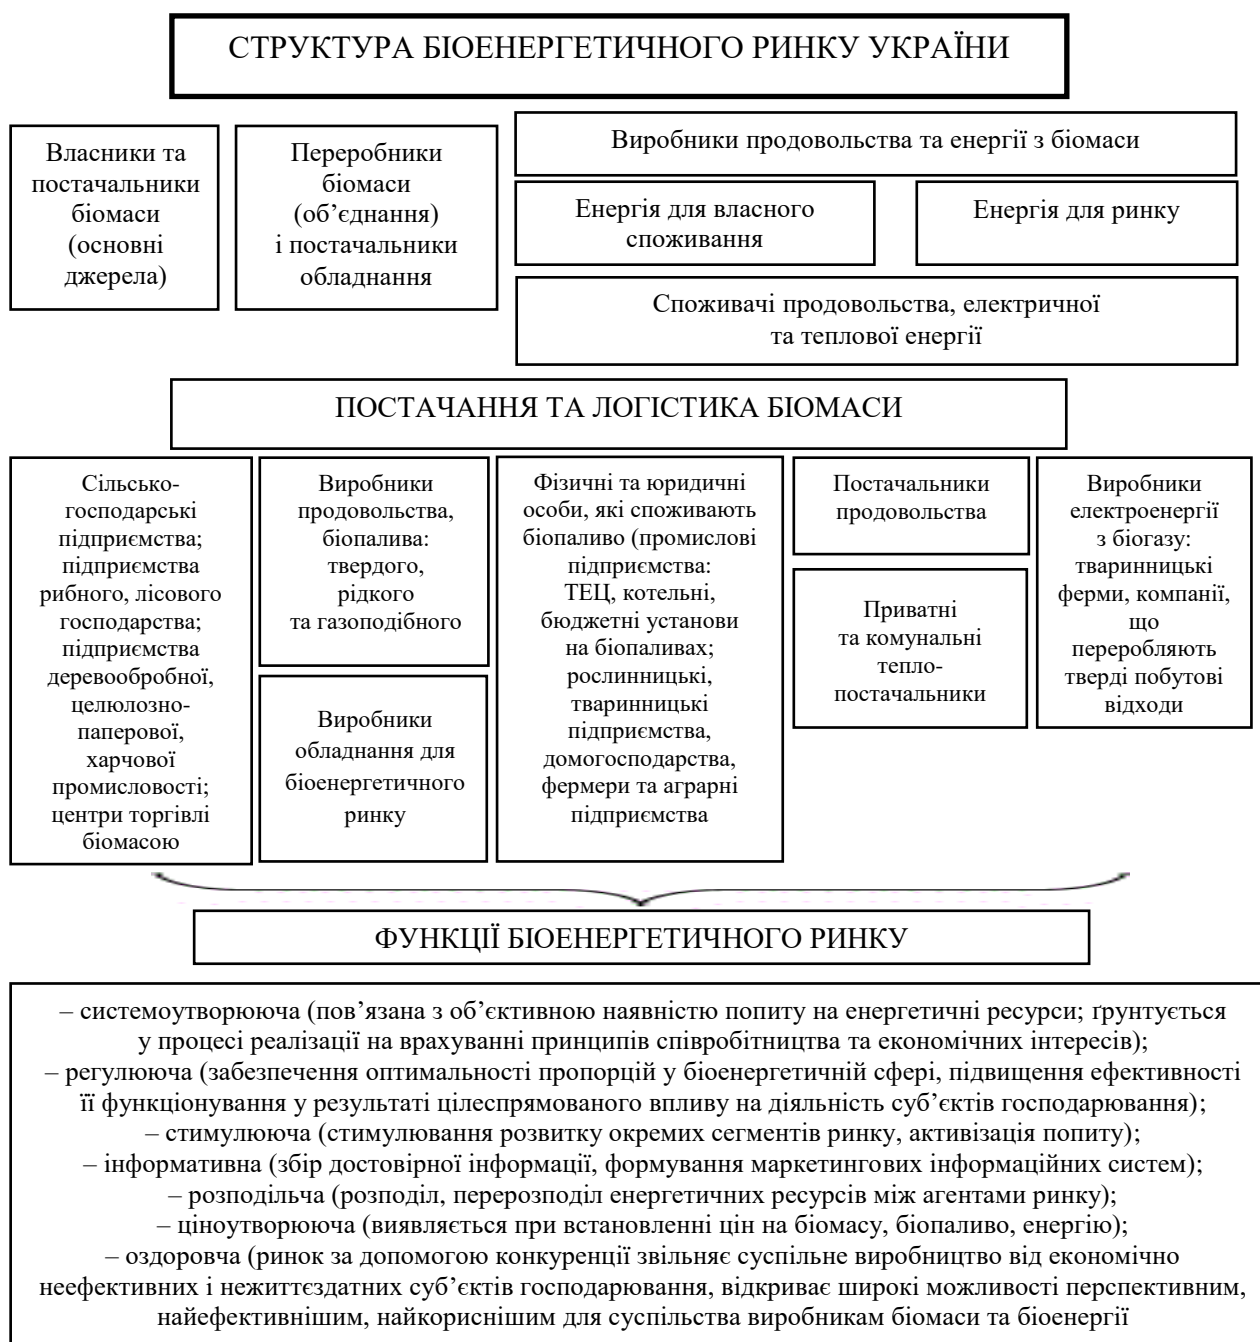 СТРУКТУРА БІОЕНЕРГЕТИЧНОГО РИНКУ УКРАЇНИ
Власники та
постачальники
біомаси
(основні
джерела)
Переробники
біомаси
(об’єднання)
і постачальники
обладнання
Виробники продовольства та енергії з біомаси
Енергія для власного
споживання
Енергія для ринку
Споживачі продовольства, електричної
та теплової енергії
ПОСТАЧАННЯ ТА ЛОГІСТИКА БІОМАСИ
Сільсько-
господарські
підприємства;
підприємства
рибного, лісового
господарства;
підприємства
деревообробної,
целюлозно-
паперової,
харчової
промисловості;
центри торгівлі
біомасою
Виробники
продовольства,
біопалива:
твердого,
рідкого
та газоподібного
Виробники
обладнання для
біоенергетичного
ринку
Фізичні та юридичні
особи, які споживають
біопаливо (промислові
підприємства:
ТЕЦ, котельні,
бюджетні установи
на біопаливах;
рослинницькі,
тваринницькі
підприємства,
домогосподарства,
фермери та аграрні
підприємства
Постачальники
продовольства
Приватні
та комунальні
тепло-
постачальники
Виробники
електроенергії
з біогазу:
тваринницькі
ферми, компанії,
що
переробляють
тверді побутові
відходи
ФУНКЦІЇ БІОЕНЕРГЕТИЧНОГО РИНКУ
– системоутворююча (пов’язана з об’єктивною наявністю попиту на енергетичні ресурси; ґрунтується
у процесі реалізації на врахуванні принципів співробітництва та економічних інтересів);
– регулююча (забезпечення оптимальності пропорцій у біоенергетичній сфері, підвищення ефективності
її функціонування у результаті цілеспрямованого впливу на діяльність суб’єктів господарювання);
– стимулююча (стимулювання розвитку окремих сегментів ринку, активізація попиту);
– інформативна (збір достовірної інформації, формування маркетингових інформаційних систем);
– розподільча (розподіл, перерозподіл енергетичних ресурсів між агентами ринку);
– ціноутворююча (виявляється при встановленні цін на біомасу, біопаливо, енергію);
– оздоровча (ринок за допомогою конкуренції звільняє суспільне виробництво від економічно
неефективних і нежиттєздатних суб’єктів господарювання, відкриває широкі можливості перспективним,
найефективнішим, найкориснішим для суспільства виробникам біомаси та біоенергії